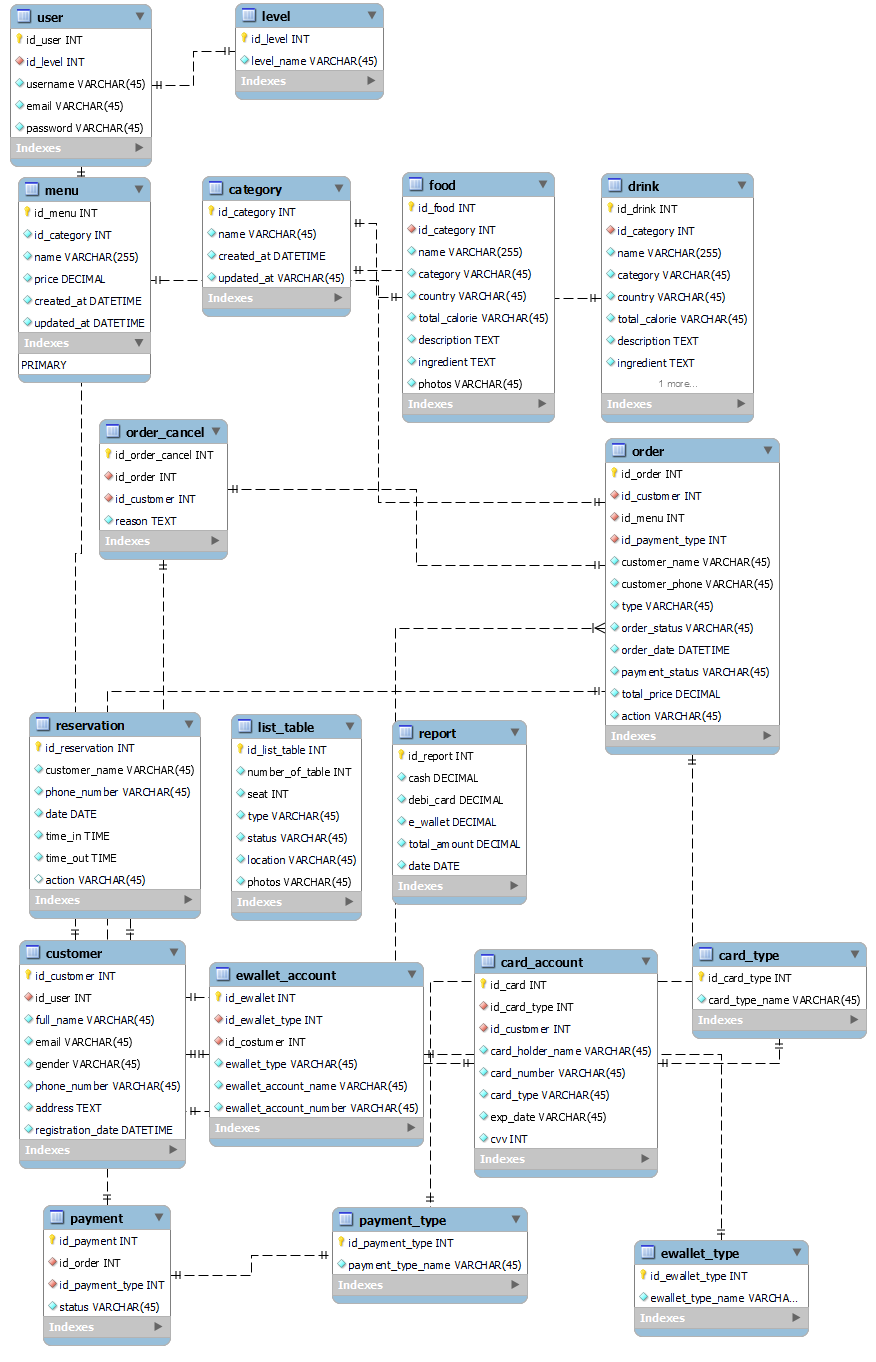 user
id_user INT
id_level INT
username VARCHAR(45)
email VARCHAR(45)
password VARCHAR(45)
Indexes
level
id_level INT
level_name VARCHAR(45)
Indexes
menu
id_menu INT
id_category INT
name VARCHAR(255)
price DECIMAL
created_at DATETIME
updated_at DATETIME
Indexes
PRIMARY
category
id_category INT
name VARCHAR(45)
created_at DATETIME
updated_at VARCHAR(45)
Indexes
food
id_food INT
id_category INT
name VARCHAR(255)
category VARCHAR(45)
country VARCHAR(45)
total_calorie VARCHAR(45)
description TEXT
ingredient TEXT
photos VARCHAR(45)
Indexes
drink
id_drink INT
id_category INT
name VARCHAR(255)
category VARCHAR(45)
country VARCHAR(45)
total_calorie VARCHAR(45)
description TEXT
ingredient TEXT
1 more...
Indexes
order_cancel
id_order_cancel INT
id_order INT
id_customer INT
reason TEXT
Indexes
order
id_order INT
id_customer INT
id_menu INT
id_payment_type INT
customer_name VARCHAR(45)
customer_phone VARCHAR(45)
type VARCHAR(45)
order_status VARCHAR(45)
order_date DATETIME
payment_status VARCHAR(45)
total_price DECIMAL
action VARCHAR(45)
Indexes
reservation
id_reservation INT
customer_name VARCHAR(45)
phone_number VARCHAR(45)
date DATE
time_in TIME
time_out TIME
action VARCHAR(45)
Indexes
list_table
id_list_table INT
number_of_table INT
seat INT
type VARCHAR(45)
status VARCHAR(45)
location VARCHAR(45)
photos VARCHAR(45)
Indexes
report
id_report INT
cash DECIMAL
debi_card DECIMAL
e_wallet DECIMAL
total_amount DECIMAL
date DATE
Indexes
customer
id_customer INT
id_user INT
full_name VARCHAR(45)
email VARCHAR(45)
gender VARCHAR(45)
phone_number VARCHAR(45)
address TEXT
registration_date DATETIME
Indexes
ewallet_account
id_ewallet INT
id_ewallet_type INT
id_costumer INT
ewallet_type VARCHAR(45)
ewallet_account_name VARCHAR(45)
ewallet_account_number VARCHAR(45)
Indexes
card_account
id_card INT
id_card_type INT
id_customer INT
card_holder_name VARCHAR(45)
card_number VARCHAR(45)
card_type VARCHAR(45)
exp_date VARCHAR(45)
cvv INT
Indexes
card_type
id_card_type INT
card_type_name VARCHAR(45)
Indexes
payment
id_payment INT
id_order INT
id_payment_type INT
status VARCHAR(45)
Indexes
payment_type
id_payment_type INT
payment_type_name VARCHAR(45)
Indexes
ewallet_type
id_ewallet_type INT
ewallet_type_name VARCHA...
Indexes